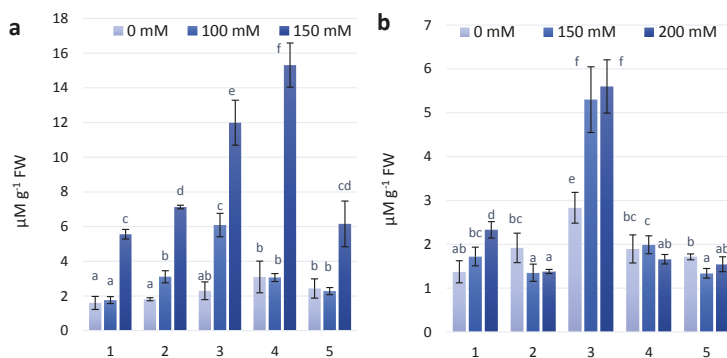 a
0 mM 100 mM 150 mM
18
16
14
12
10
8
6
4
2
0
µM g-1 FW
a a c
a b d
ab c e
b b f
b b cd
1 2 3 4 5
b
0 mM 150 mM 200 mM
7
6
5
4
3
2
1
0
µM g-1 FW
ab bc d
bc a a
e f f
bc c ab
b a ab
1 2 3 4 5